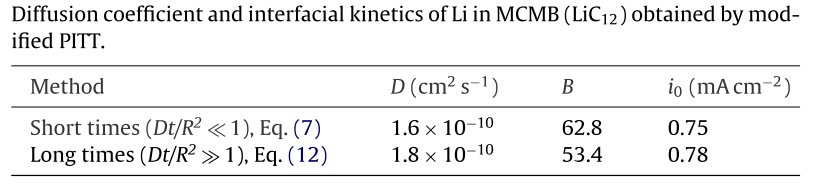 Diffusion coefficient and interfacial kinetics of Li in MCMB (LiC₁₂) obtained by mod-
ified PITT.
Method D (cm² s⁻¹) B i₀ (mA cm⁻²)
Short times (Dt/R² ≪ 1), Eq. (7) 1.6 × 10⁻¹⁰ 62.8 0.75
Long times (Dt/R² ≫ 1), Eq. (12) 1.8 × 10⁻¹⁰ 53.4 0.78